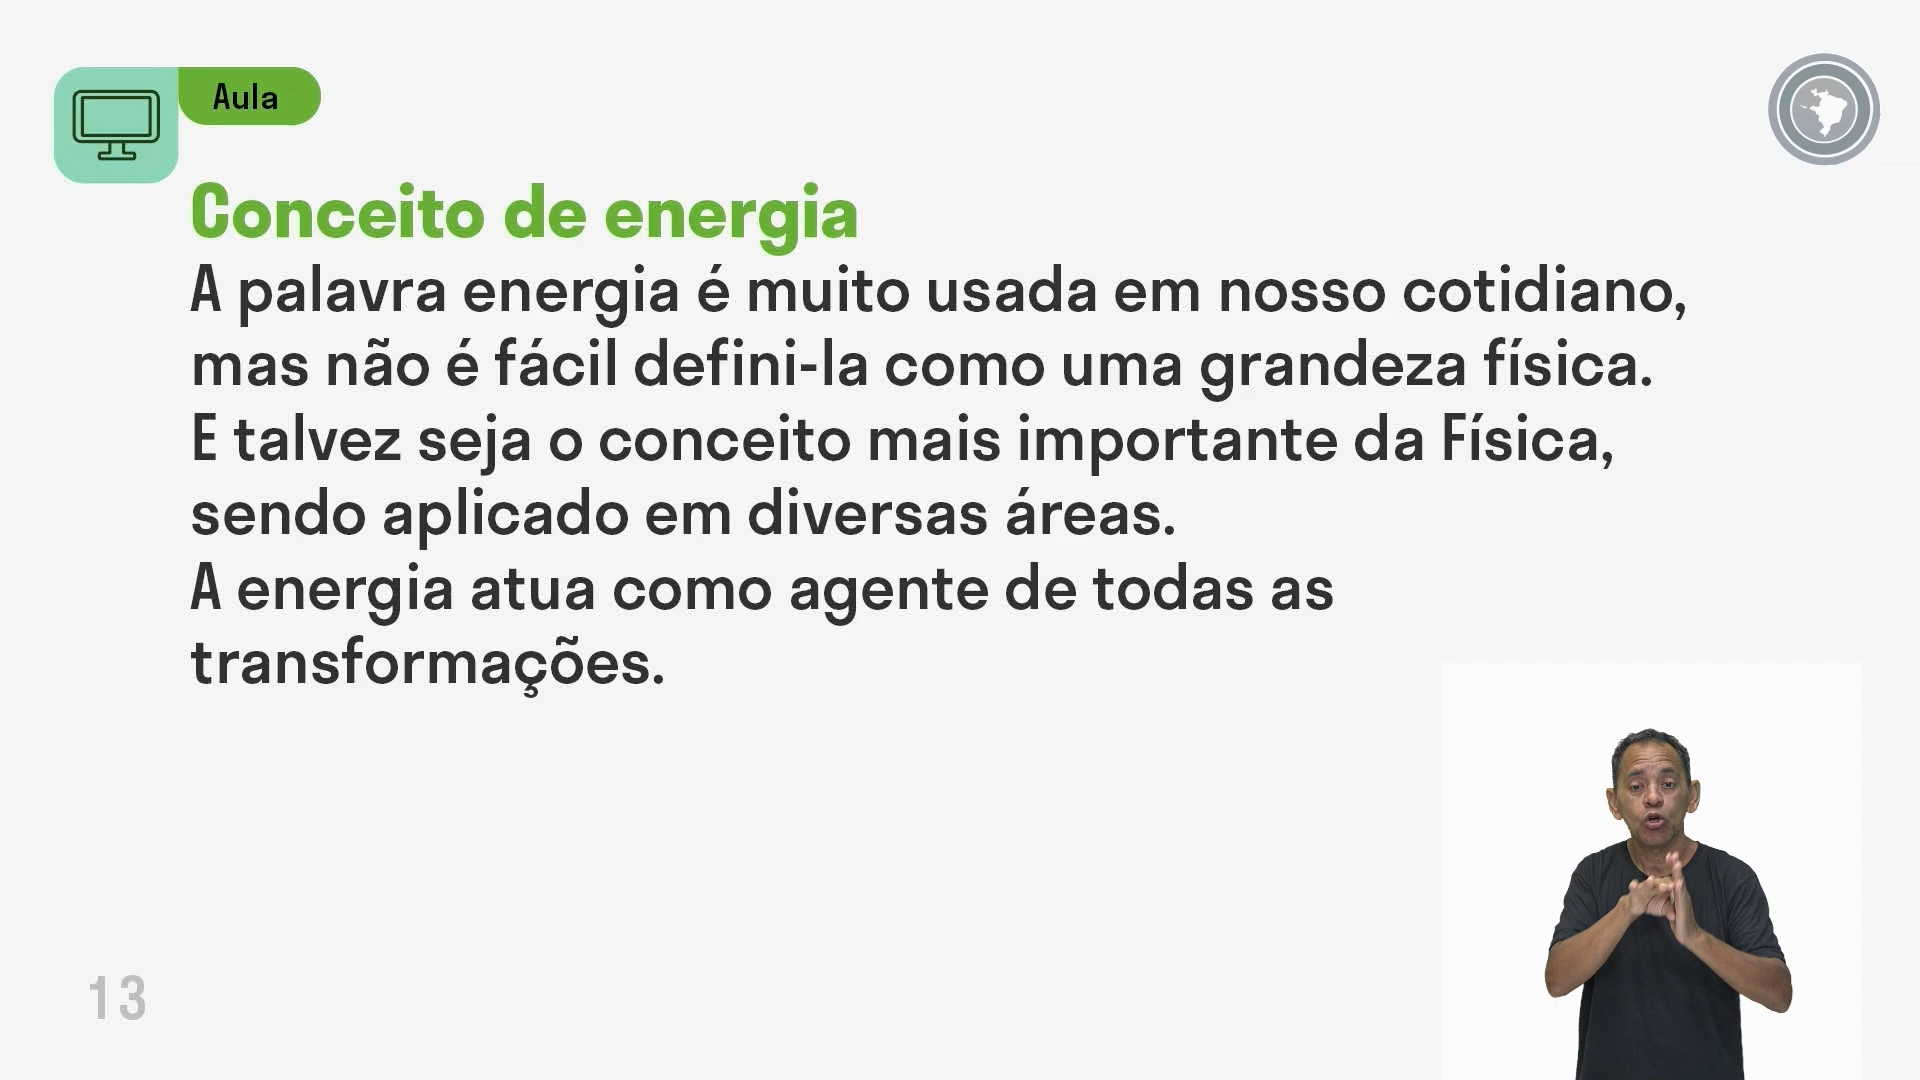 Aula
Conceito de energia
A palavra energia é muito usada em nosso cotidiano,
mas não é fácil defini-la como uma grandeza física.
E talvez seja o conceito mais importante da Física,
sendo aplicado em diversas áreas.
A energia atua como agente de todas as
transformações.
13